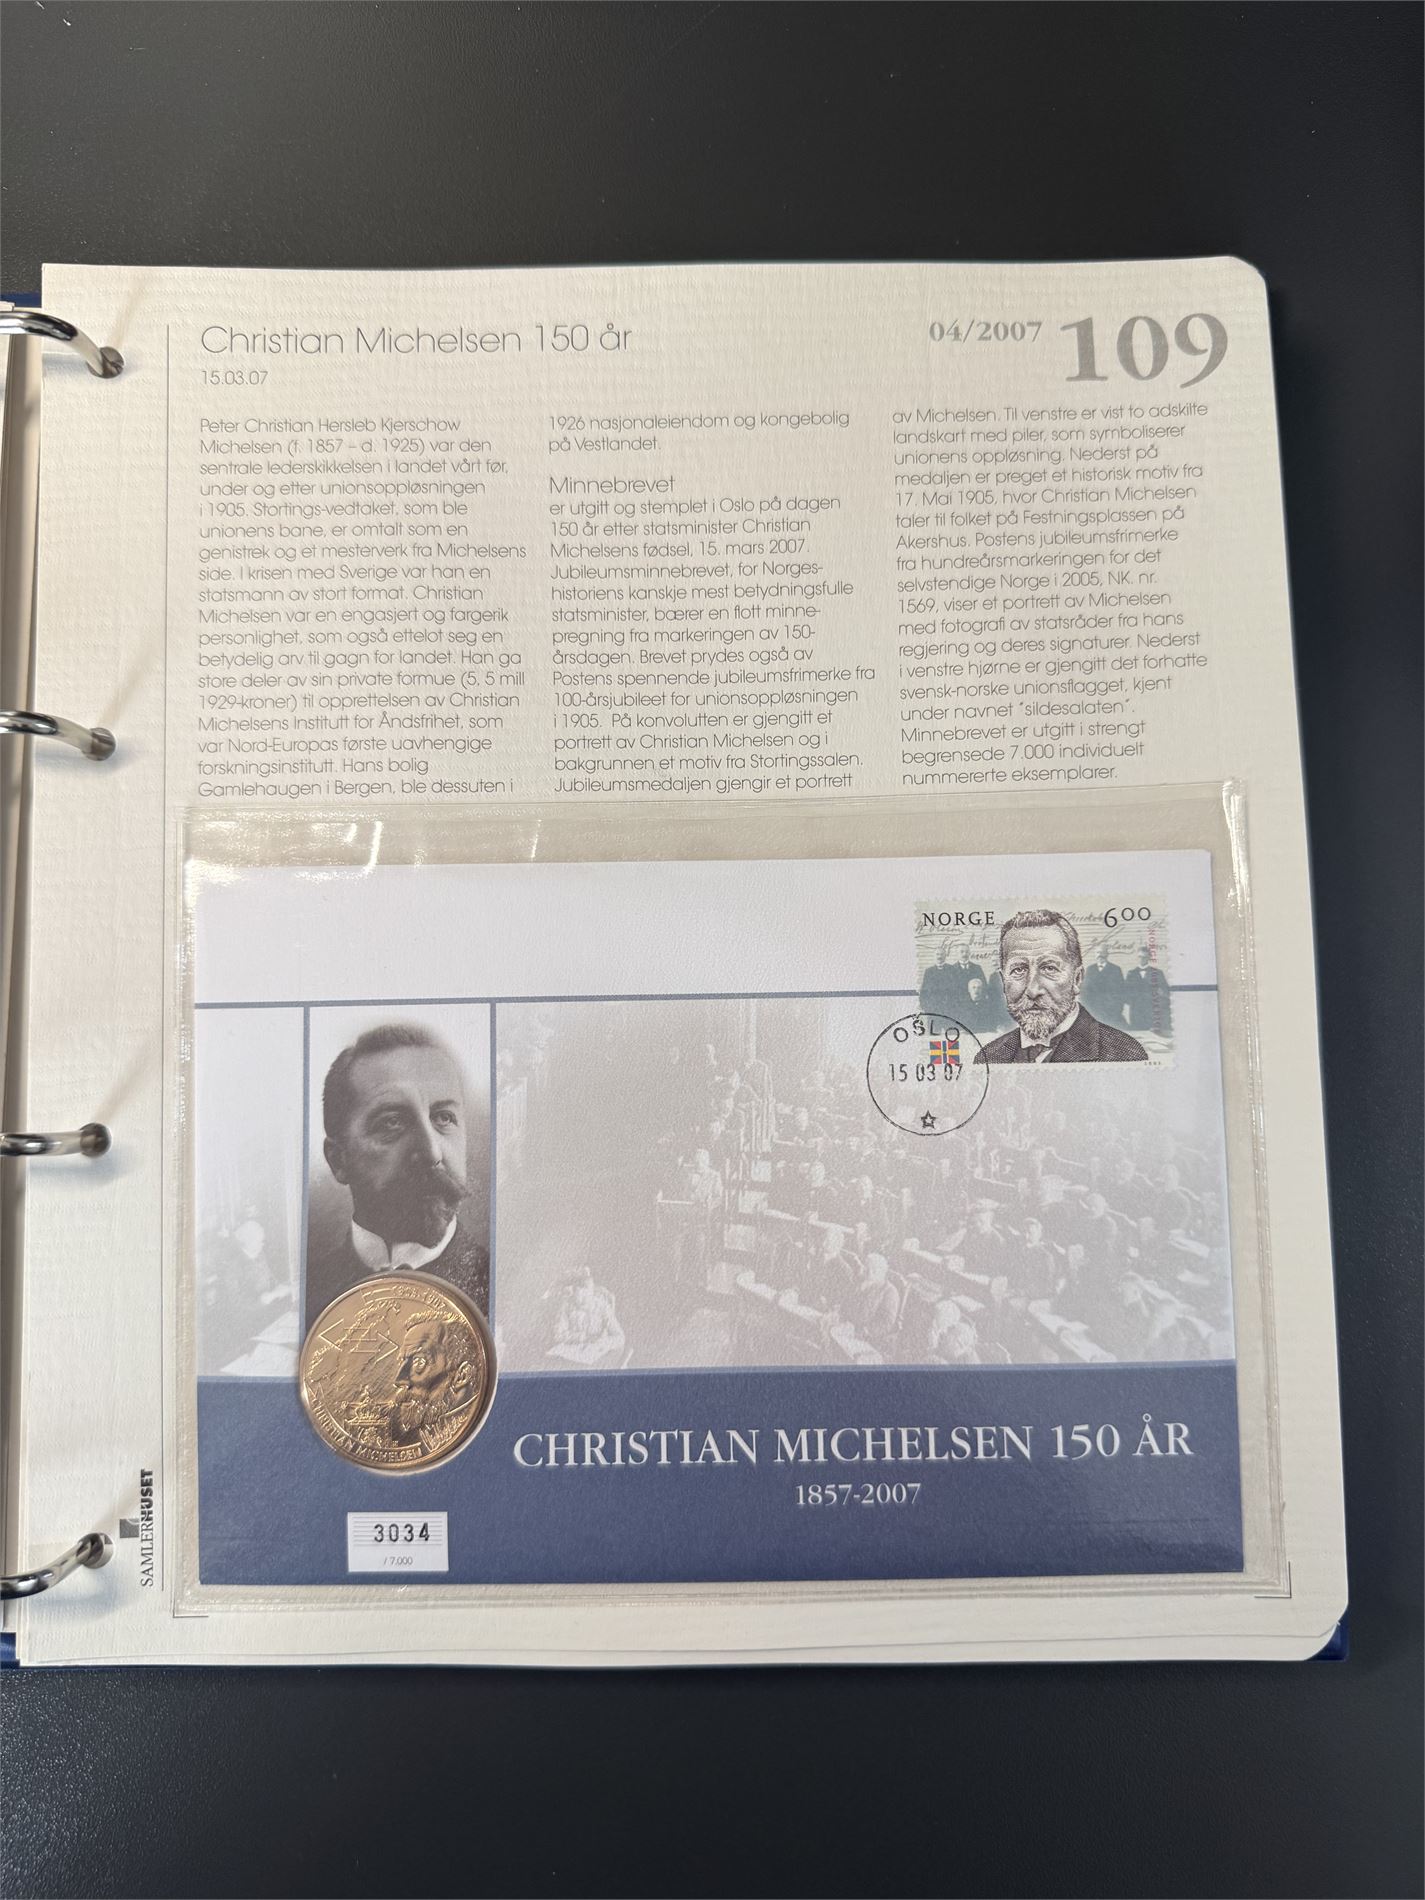 Christian Michelsen 150 år
15.03.07
04/2007 109
Peter Christian Hersleb Kjerschow
Michelsen (f. 1857 – d. 1925) var den
sentrale lederskikkelsen i landet vårt før,
under og etter unionsoppløsningen
i 1905. Stortings-vedtaket, som ble
unionens bane, er omtalt som en
genistrek og et mesterverk fra Michelsens
side. I krisen med Sverige var han en
statsmann av stort format. Christian
Michelsen var en engasjert og fargerik
personlighet, som også ettelot seg en
betydelig arv til gagn for landet. Han ga
store deler av sin private formue (5, 5 mill
1929-kroner) til opprettelsen av Christian
Michelsens Institutt for Åndsfrihet, som
var Nord-Europas første uavhengige
forskningsinstitutt. Hans bolig
Gamlehaugen i Bergen, ble dessuten i
1926 nasjonaleiendom og kongebolig
på Vestlandet.
Minnebrevet
er utgitt og stemplet i Oslo på dagen
150 år etter statsminister Christian
Michelsens fødsel, 15. mars 2007.
Jubileumsminnebrevet, for Norges-
historiens kanskje mest betydningsfulle
statsminister, bærer en flott minne-
pregning fra markeringen av 150-
årsdagen. Brevet prydes også av
Postens spennende jubileumsfrimerke fra
100-årsjubileet for unionsoppløsningen
i 1905. På konvolutten er gjengitt et
portrett av Christian Michelsen og i
bakgrunnen et motiv fra Stortingssalen.
Jubileumsmedaljen gjengir et portrett
av Michelsen. Til venstre er vist to adskilte
landskart med piler, som symboliserer
unionens oppløsning. Nederst på
medaljen er preget et historisk motiv fra
17. Mai 1905, hvor Christian Michelsen
taler til folket på Festningsplassen på
Akershus. Postens jubileumsfrimerke
fra hundreårsmarkeringen for det
selvstendige Norge i 2005, NK. nr.
1569, viser et portrett av Michelsen
med fotografi av statsråder fra hans
regjering og deres signaturer. Nederst
i venstre hjørne er gjengitt det forhatte
svensk-norske unionsflagget, kjent
under navnet "sildesalaten".
Minnebrevet er utgitt i strengt
begrensede 7.000 individuelt
nummererte eksemplarer.
NORGE 6.00
OSLO
15 03 07
1905-1907
CHRISTIAN MICHELSEN
CHRISTIAN MICHELSEN 150 ÅR
1857-2007
3034
/ 7.000
SAMLERHUSET